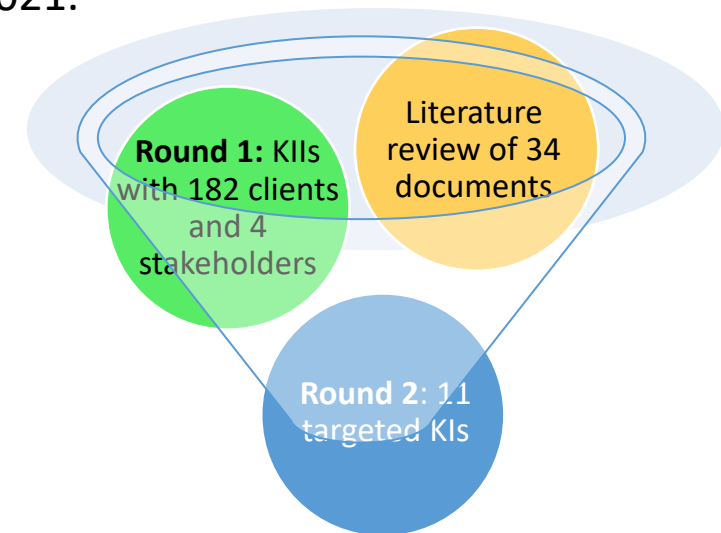 021.
Round 1: KIIs
with 182 clients
and 4
stakeholders
Literature
review of 34
documents
Round 2: 11
targeted KIs